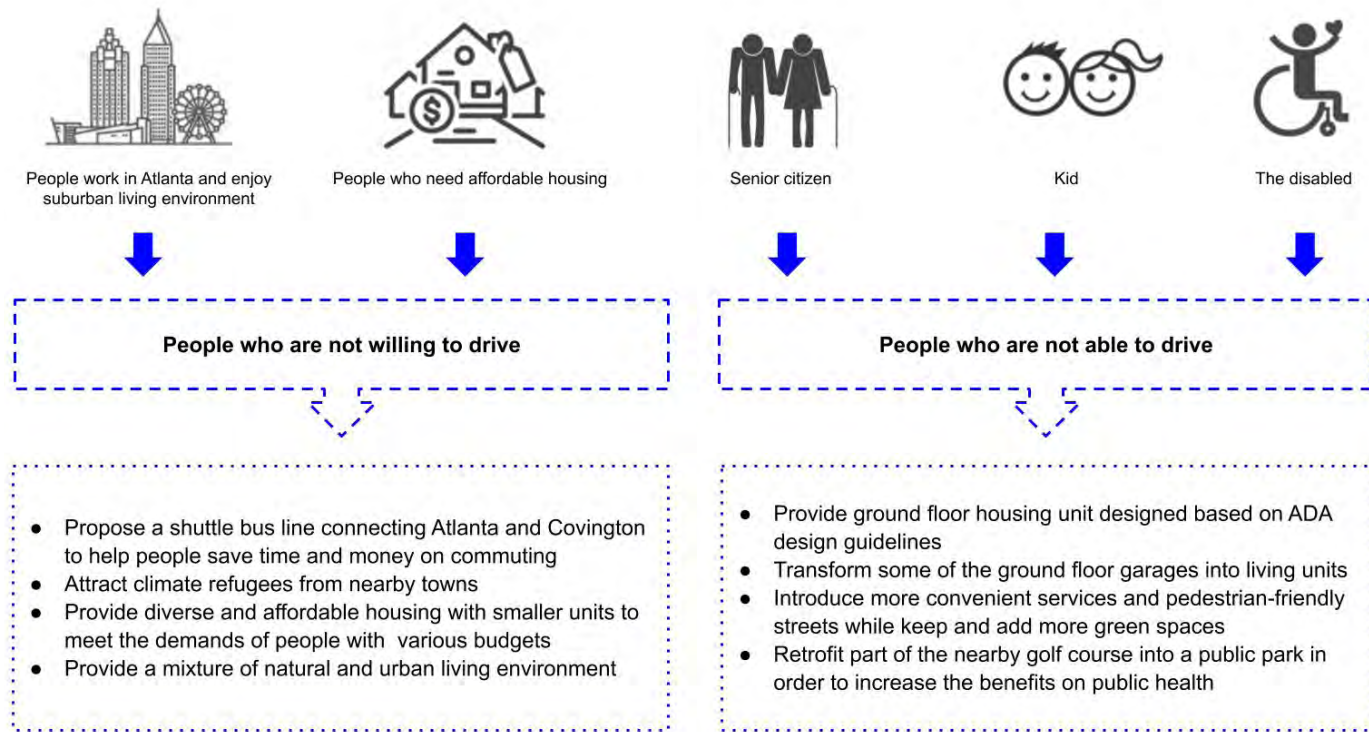 People work in Atlanta and enjoy
suburban living environment
People who need affordable housing
Senior citizen
Kid
The disabled
People who are not willing to drive
People who are not able to drive
● Propose a shuttle bus line connecting Atlanta and Covington
to help people save time and money on commuting
● Attract climate refugees from nearby towns
● Provide diverse and affordable housing with smaller units to
meet the demands of people with various budgets
● Provide a mixture of natural and urban living environment
● Provide ground floor housing unit designed based on ADA
design guidelines
● Transform some of the ground floor garages into living units
● Introduce more convenient services and pedestrian-friendly
streets while keep and add more green spaces
● Retrofit part of the nearby golf course into a public park in
order to increase the benefits on public health